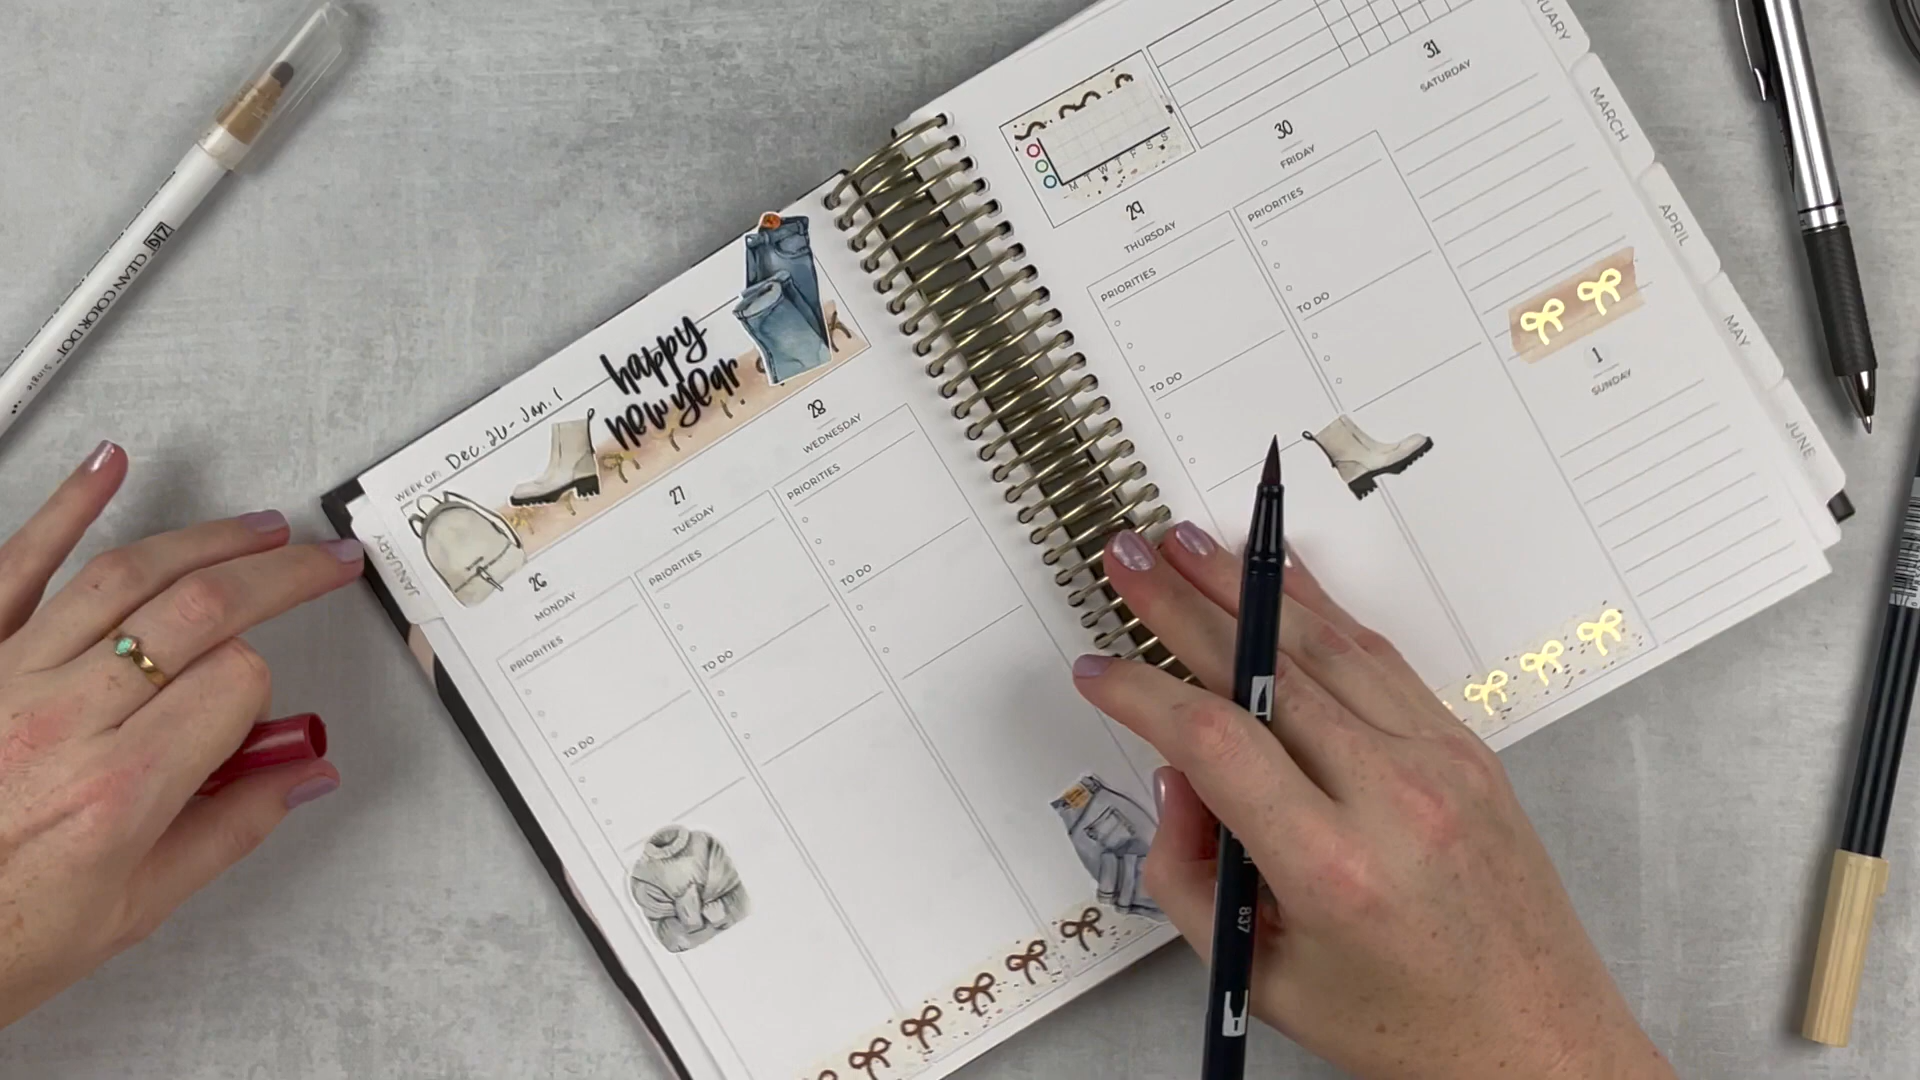 WEEK OF: Dec. 26 - Jan. 1
happy
new year
JANUARY
26
MONDAY
PRIORITIES
TO DO
27
TUESDAY
PRIORITIES
TO DO
28
WEDNESDAY
PRIORITIES
TO DO
M T W T F S S
29
THURSDAY
PRIORITIES
TO DO
30
FRIDAY
PRIORITIES
TO DO
31
SATURDAY
1
SUNDAY
UARY
MARCH
APRIL
MAY
JUNE
CLEAN COLOR DOT Single
837